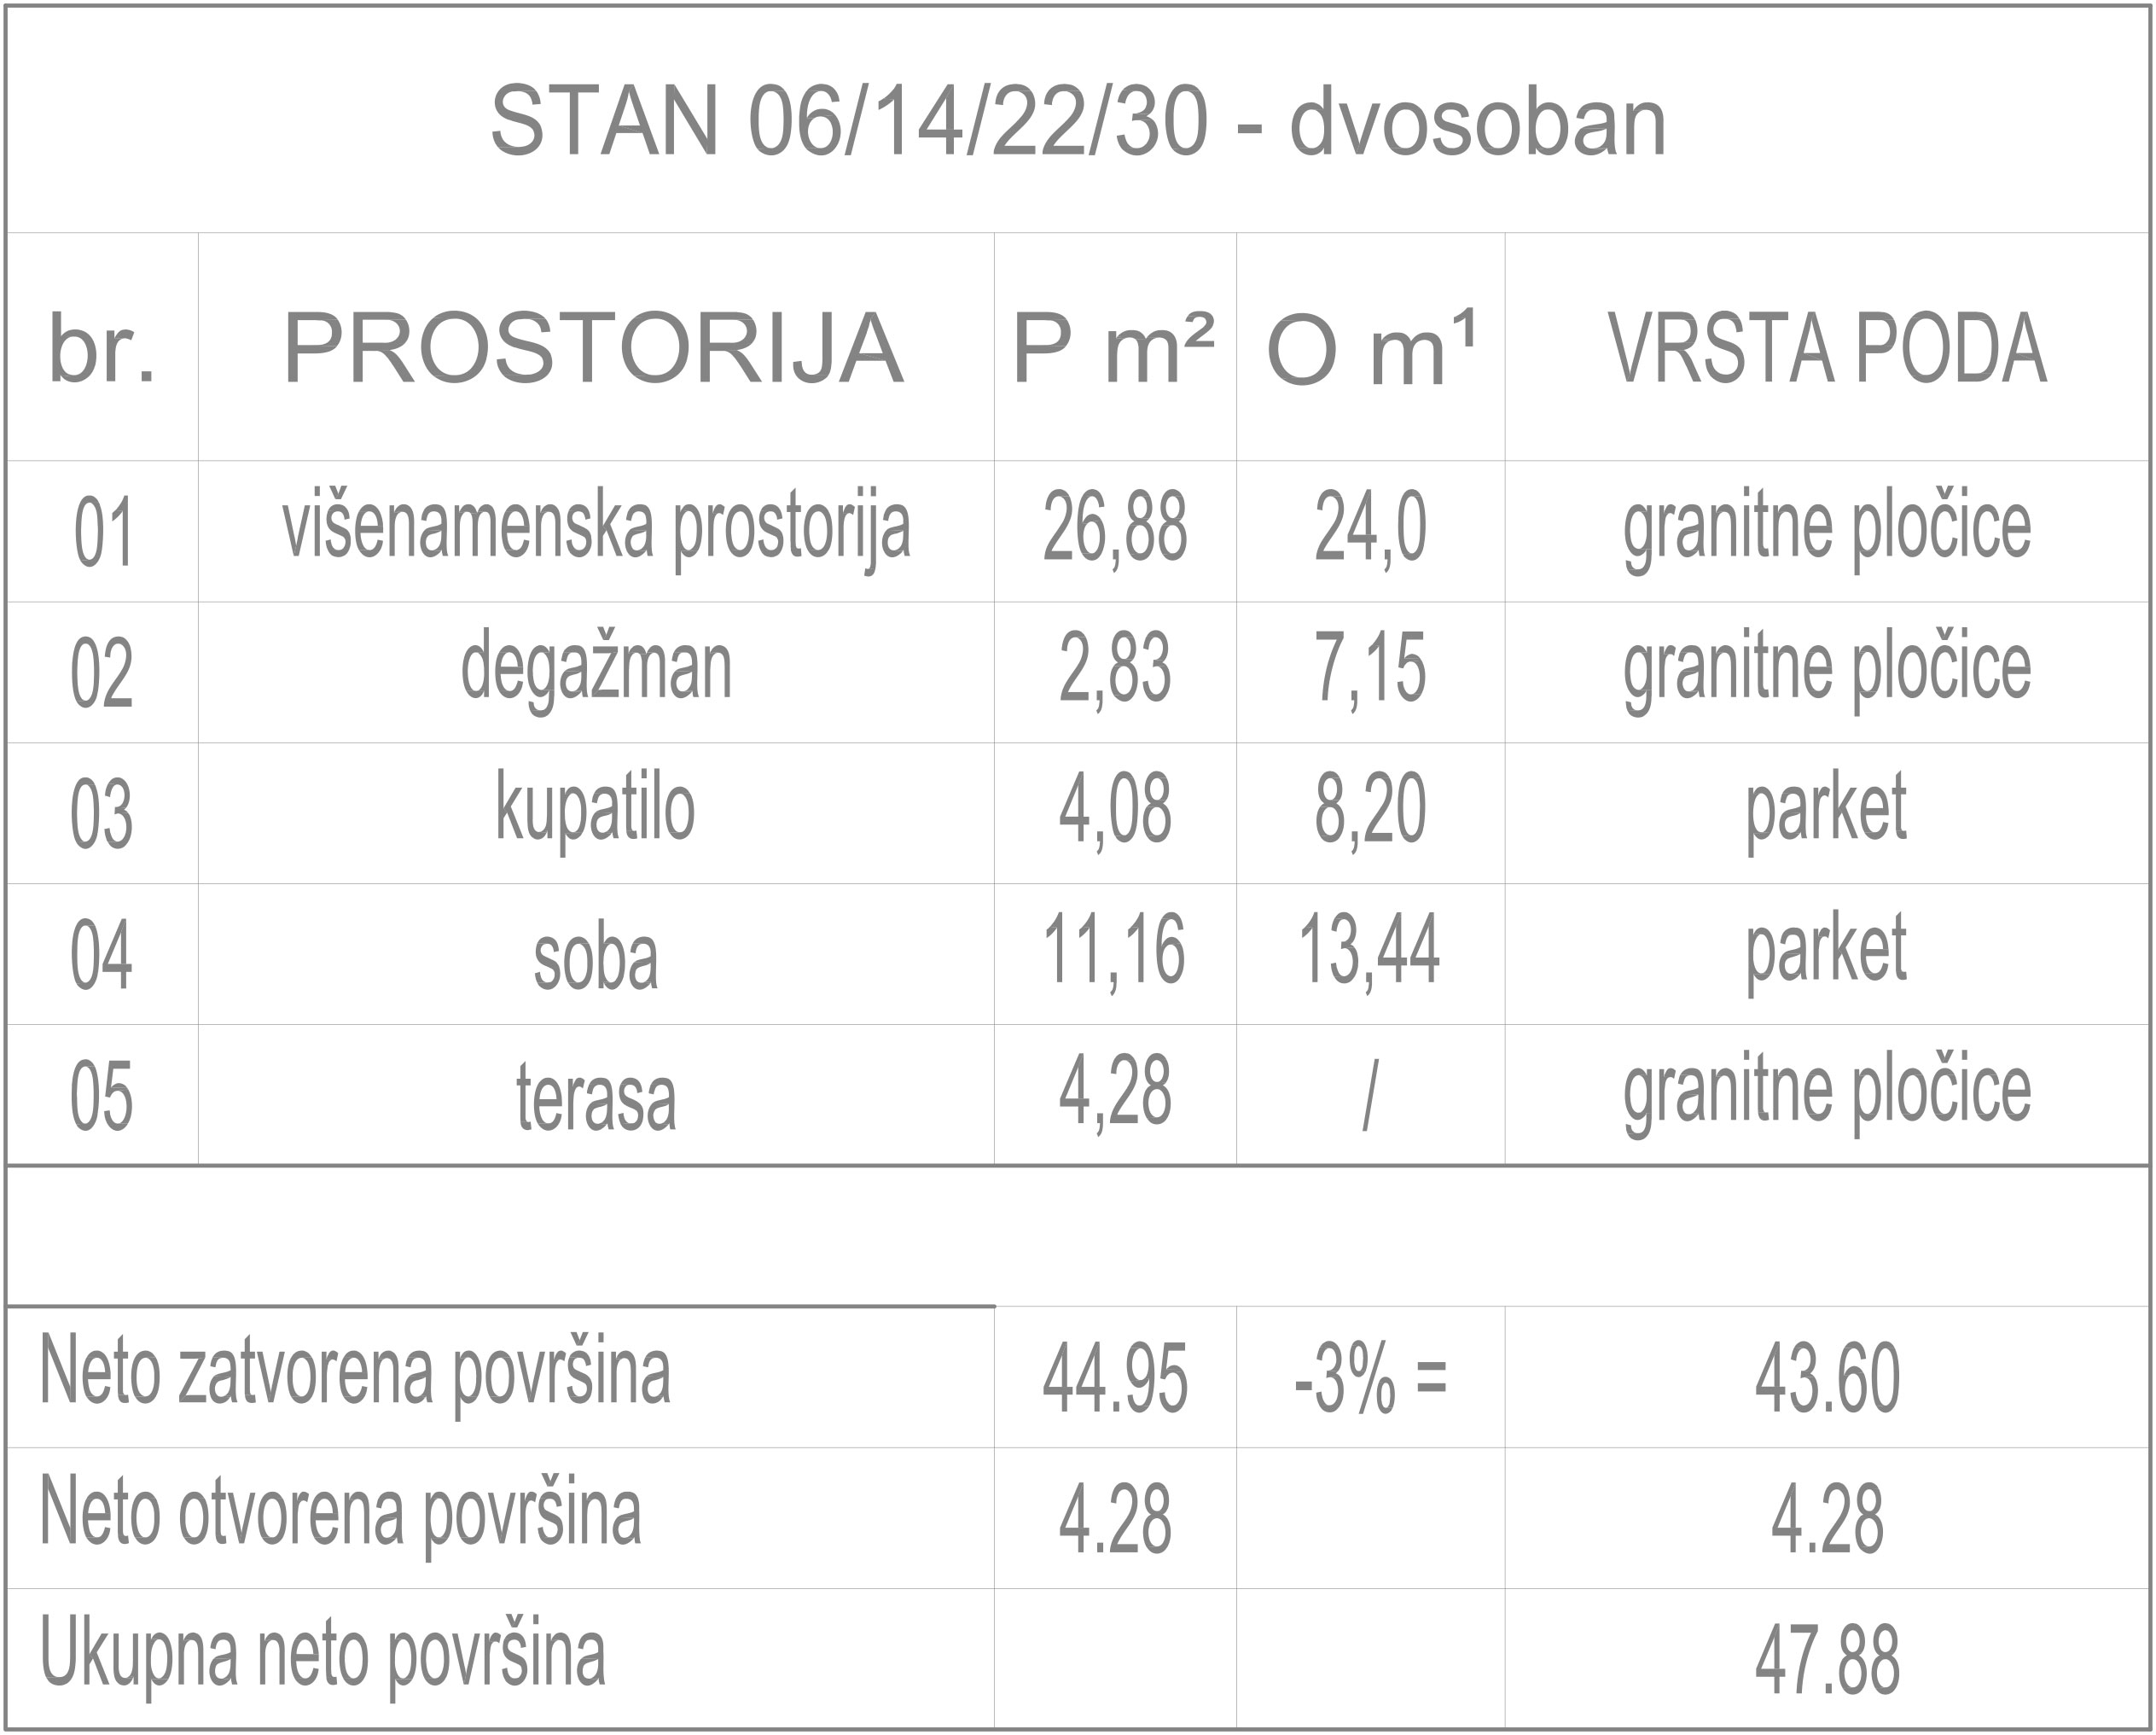 STAN 06/14/22/30 - dvosoban
br. PROSTORIJA P m² O m¹ VRSTA PODA
01 višenamenska prostorija 26,88 24,0 granitne pločice
02 degažman 2,83 7,15 granitne pločice
03 kupatilo 4,08 8,20 parket
04 soba 11,16 13,44 parket
05 terasa 4,28 / granitne pločice
Neto zatvorena površina 44.95 -3% = 43.60
Neto otvorena površina 4.28 4.28
Ukupna neto površina 47.88